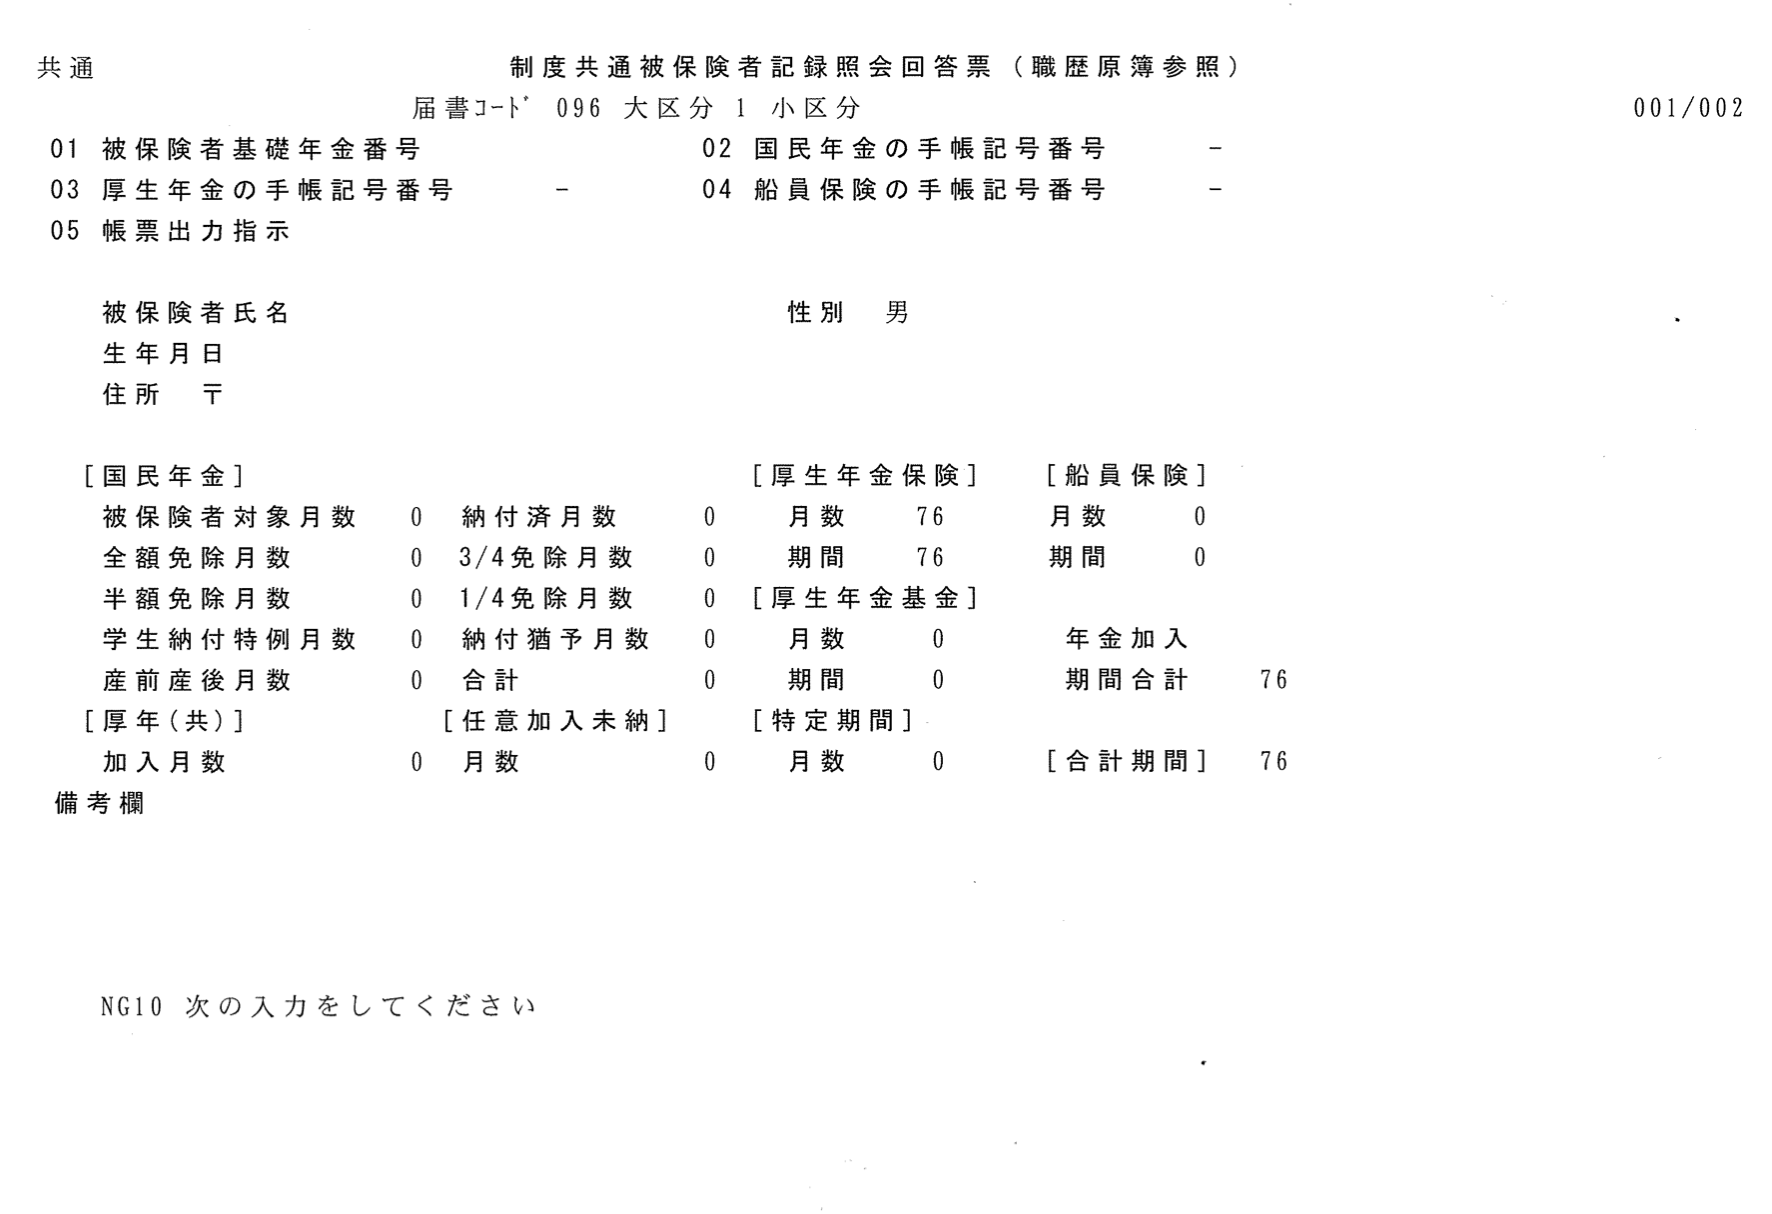 共通 制度共通被保険者記録照会回答票（職歴原簿参照）
届書ｺｰﾄﾞ 096 大区分 1 小区分 001/002
01 被保険者基礎年金番号 02 国民年金の手帳記号番号 -
03 厚生年金の手帳記号番号 - 04 船員保険の手帳記号番号 -
05 帳票出力指示
被保険者氏名 性別 男
生年月日
住所 〒
[国民年金] [厚生年金保険] [船員保険]
被保険者対象月数 0 納付済月数 0 月数 76 月数 0
全額免除月数 0 3/4免除月数 0 期間 76 期間 0
半額免除月数 0 1/4免除月数 0 [厚生年金基金]
学生納付特例月数 0 納付猶予月数 0 月数 0 年金加入
産前産後月数 0 合計 0 期間 0 期間合計 76
[厚年(共)] [任意加入未納] [特定期間]
加入月数 0 月数 0 月数 0 [合計期間] 76
備考欄
NG10 次の入力をしてください